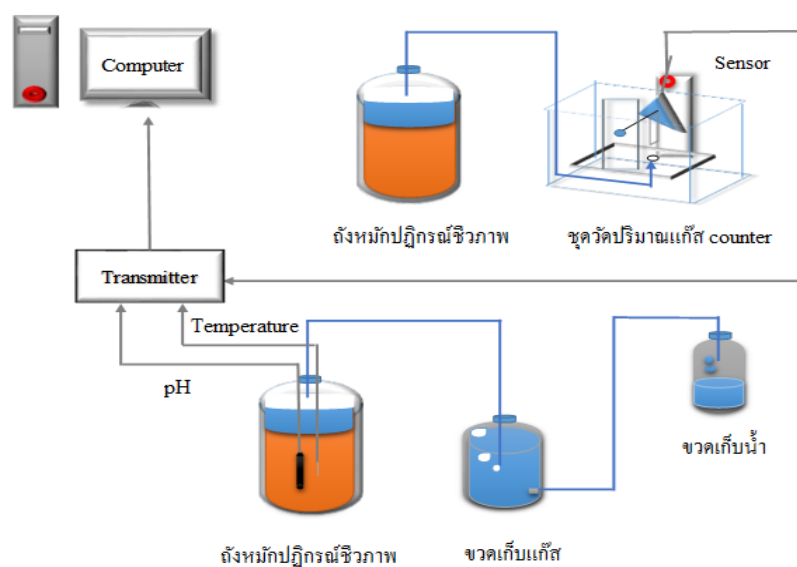 Computer
Sensor
ถังหมักปฏิกรณ์ชีวภาพ
ชุดวัดปริมาณแก๊ส counter
Transmitter
Temperature
pH
ขวดเก็บน้ำ
ถังหมักปฏิกรณ์ชีวภาพ
ขวดเก็บแก๊ส